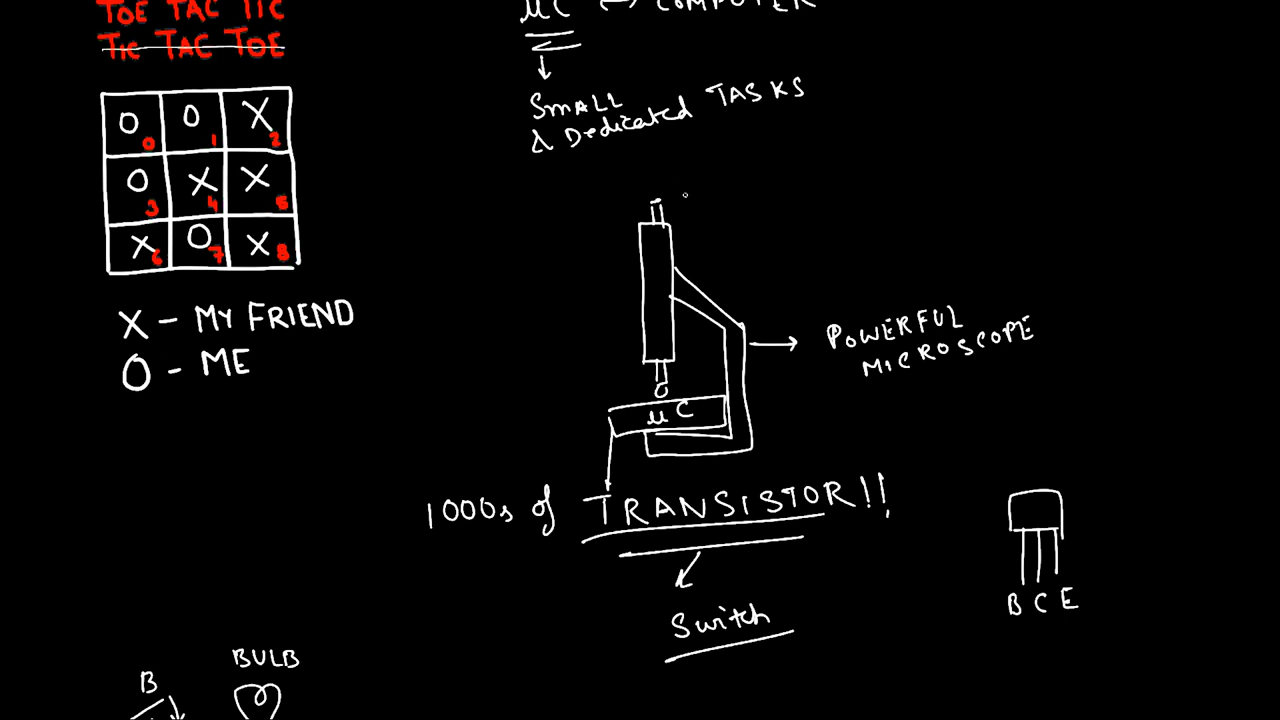 TOE TAC TIC
TIC TAC TOE
O O X
0 1 2
O X X
3 4 5
X O X
6 7 8
X - MY FRIEND
O - ME
μC ↔ COMPUTER
SMALL
& Dedicated TASKS
POWERFUL
MICROSCOPE
μC
1000s of TRANSISTOR!!
Switch
B C E
BULB
B